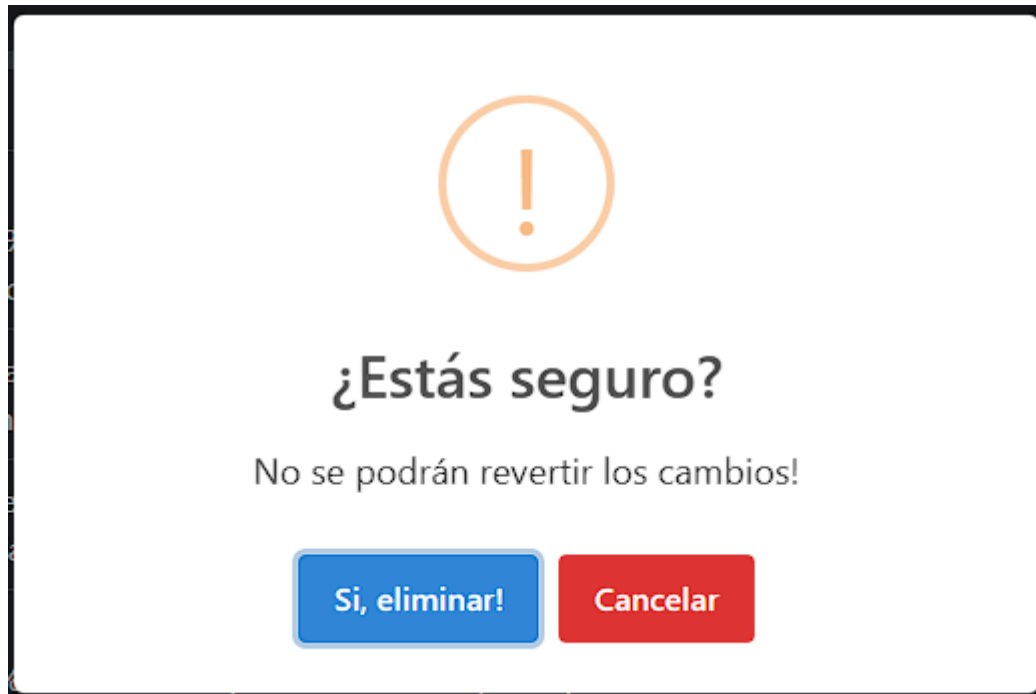 !
¿Estás seguro?
No se podrán revertir los cambios!
Si, eliminar!
Cancelar